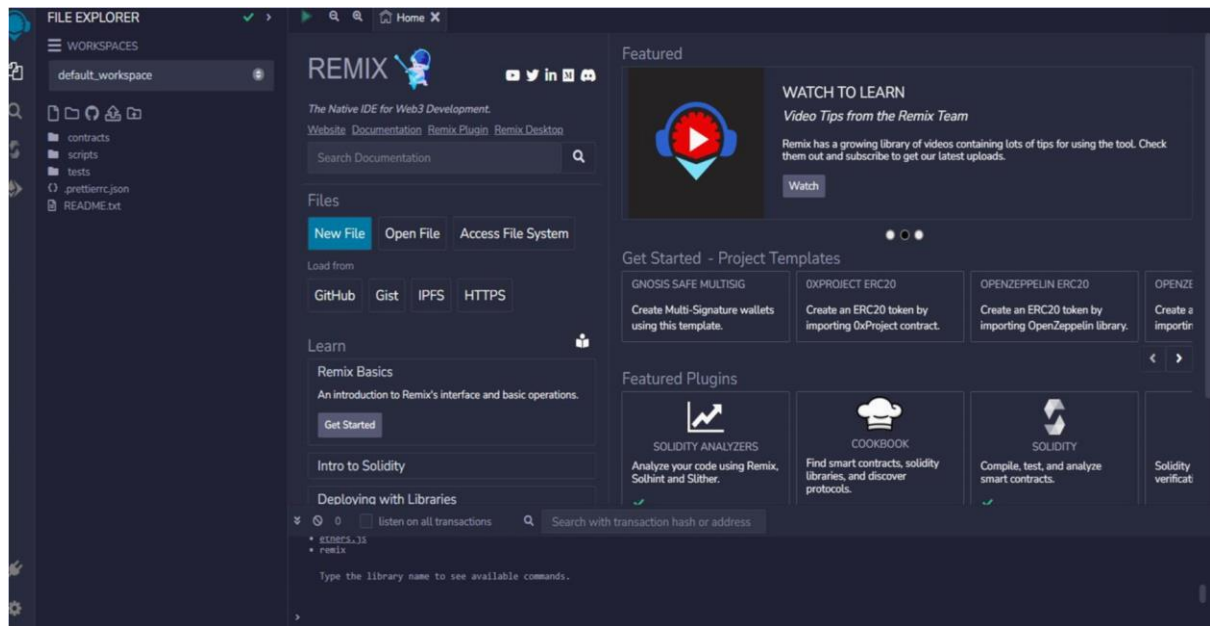 FILE EXPLORER
WORKSPACES
default_workspace
contracts
scripts
tests
.prettierrc.json
README.txt
Home
REMIX
The Native IDE for Web3 Development.
Website Documentation Remix Plugin Remix Desktop
Search Documentation
Files
New File Open File Access File System
Load from
GitHub Gist IPFS HTTPS
Learn
Remix Basics
An introduction to Remix's interface and basic operations.
Get Started
Intro to Solidity
Deploying with Libraries
Featured
WATCH TO LEARN
Video Tips from the Remix Team
Remix has a growing library of videos containing lots of tips for using the tool. Check
them out and subscribe to get our latest uploads.
Watch
Get Started - Project Templates
GNOSIS SAFE MULTISIG
Create Multi-Signature wallets
using this template.
0XPROJECT ERC20
Create an ERC20 token by
importing 0xProject contract.
OPENZEPPELIN ERC20
Create an ERC20 token by
importing OpenZeppelin library.
OPENZE
Create a
importin
Featured Plugins
SOLIDITY ANALYZERS
Analyze your code using Remix,
Solhint and Slither.
COOKBOOK
Find smart contracts, solidity
libraries, and discover
protocols.
SOLIDITY
Compile, test, and analyze
smart contracts.
Solidity
verificati
0 listen on all transactions Search with transaction hash or address
ethers.js
remix
Type the library name to see available commands.
>